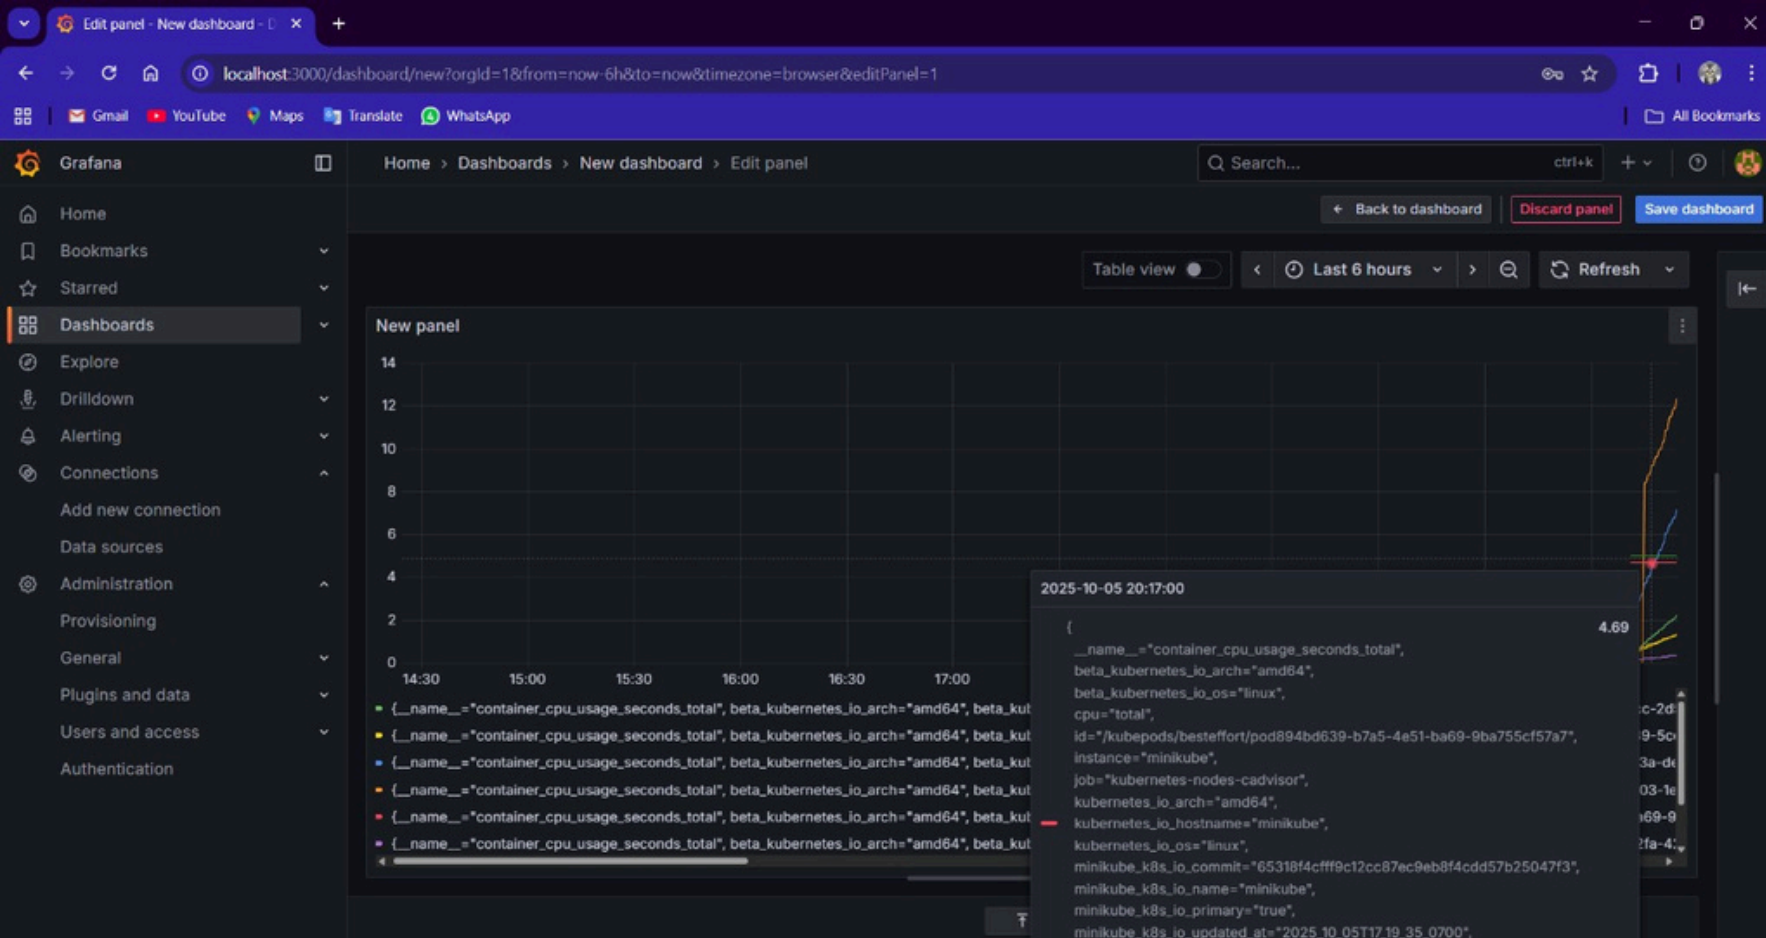 Edit panel - New dashboard - D
localhost:3000/dashboard/new?orgId=1&from=now-6h&to=now&timezone=browser&editPanel=1
Gmail YouTube Maps Translate WhatsApp All Bookmarks
Grafana
Home › Dashboards › New dashboard › Edit panel
Search... ctrl+k
Home
Bookmarks
Starred
Dashboards
Explore
Drilldown
Alerting
Connections
Add new connection
Data sources
Administration
Provisioning
General
Plugins and data
Users and access
Authentication
Back to dashboard Discard panel Save dashboard
Table view Last 6 hours Refresh
New panel
14
12
10
8
6
4
2
0
14:30 15:00 15:30 16:00 16:30 17:00
{__name__="container_cpu_usage_seconds_total", beta_kubernetes_io_arch="amd64", beta_kub
{__name__="container_cpu_usage_seconds_total", beta_kubernetes_io_arch="amd64", beta_kub
{__name__="container_cpu_usage_seconds_total", beta_kubernetes_io_arch="amd64", beta_kub
{__name__="container_cpu_usage_seconds_total", beta_kubernetes_io_arch="amd64", beta_kub
{__name__="container_cpu_usage_seconds_total", beta_kubernetes_io_arch="amd64", beta_kub
{__name__="container_cpu_usage_seconds_total", beta_kubernetes_io_arch="amd64", beta_kub
2025-10-05 20:17:00
{ 4.69
__name__="container_cpu_usage_seconds_total",
beta_kubernetes_io_arch="amd64",
beta_kubernetes_io_os="linux",
cpu="total",
id="/kubepods/besteffort/pod894bd639-b7a5-4e51-ba69-9ba755cf57a7",
instance="minikube",
job="kubernetes-nodes-cadvisor",
kubernetes_io_arch="amd64",
kubernetes_io_hostname="minikube",
kubernetes_io_os="linux",
minikube_k8s_io_commit="65318f4cfff9c12cc87ec9eb8f4cdd57b25047f3",
minikube_k8s_io_name="minikube",
minikube_k8s_io_primary="true",
minikube_k8s_io_updated_at="2025_10_05T17_19_35_0700",